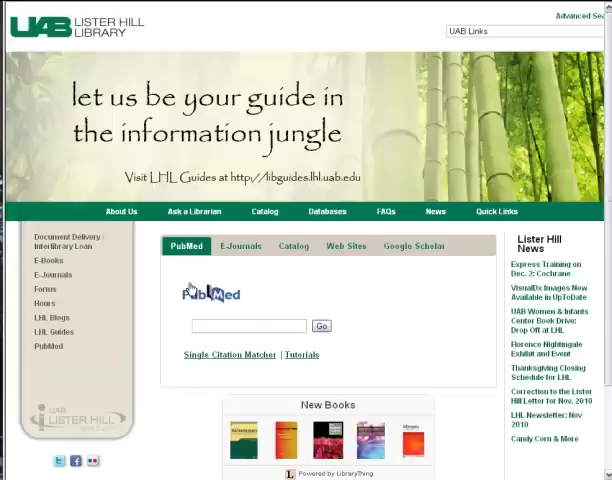 UAB LISTER HILL
LIBRARY
Advanced Sea
UAB Links
let us be your guide in
the information jungle
Visit LHL Guides at http://libguides.lhl.uab.edu
About Us Ask a Librarian Catalog Databases FAQs News Quick Links
Document Delivery /
Interlibrary Loan
E-Books
E-Journals
Forms
Hours
LHL Blogs
LHL Guides
PubMed
UAB
LISTER HILL
PubMed E-Journals Catalog Web Sites Google Scholar
PubMed
Go
Single Citation Matcher | Tutorials
New Books
L Powered by LibraryThing
Lister Hill
News
Express Training on
Dec. 2: Cochrane
VisualDx Images Now
Available in UpToDate
UAB Women & Infants
Center Book Drive:
Drop Off at LHL
Florence Nightingale
Exhibit and Event
Thanksgiving Closing
Schedule for LHL
Correction to the Lister
Hill Letter for Nov. 2010
LHL Newsletter: Nov
2010
Candy Corn & More